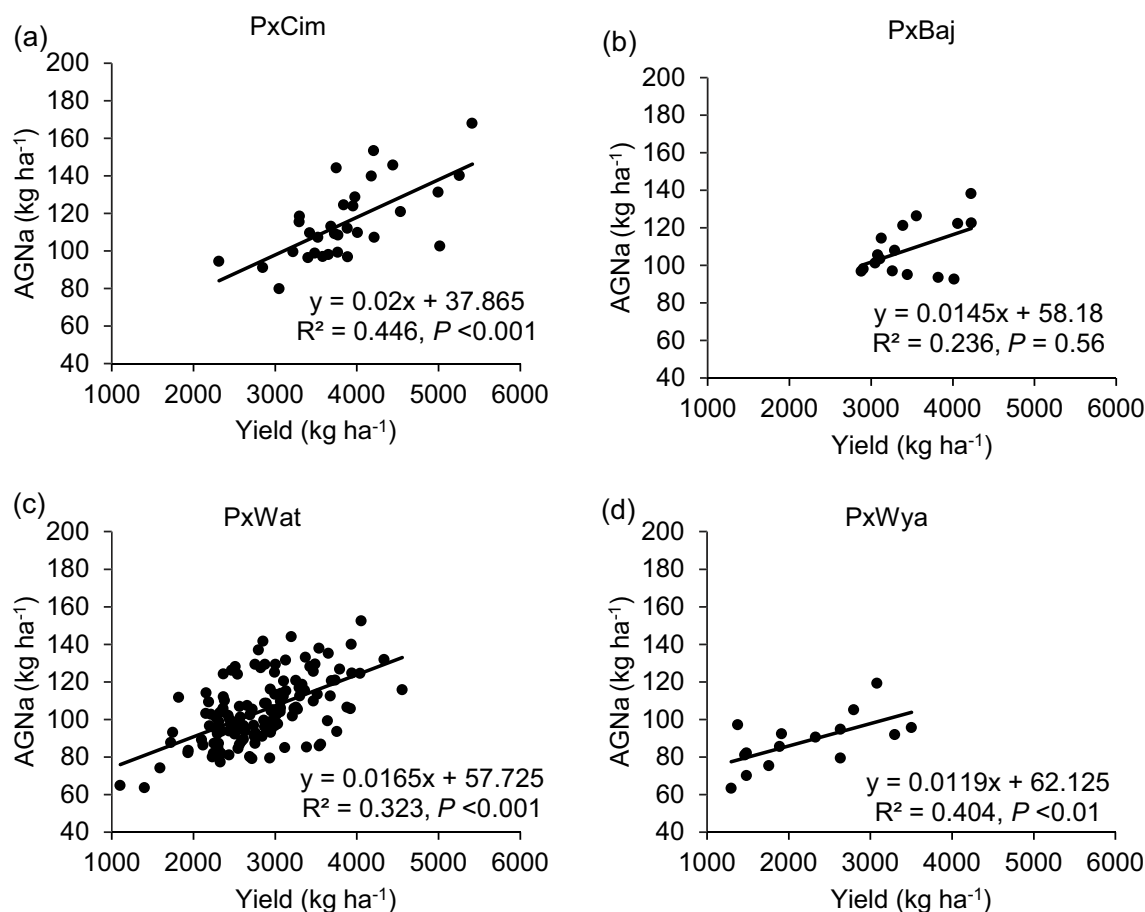 (a)
PxCim
200
180
160
140
120
100
80
60
40
AGNa (kg ha⁻¹)
y = 0.02x + 37.865
R² = 0.446, P <0.001
1000 2000 3000 4000 5000 6000
Yield (kg ha⁻¹)
(b)
PxBaj
200
180
160
140
120
100
80
60
40
AGNa (kg ha⁻¹)
y = 0.0145x + 58.18
R² = 0.236, P = 0.56
1000 2000 3000 4000 5000 6000
Yield (kg ha⁻¹)
(c)
PxWat
200
180
160
140
120
100
80
60
40
AGNa (kg ha⁻¹)
y = 0.0165x + 57.725
R² = 0.323, P <0.001
1000 2000 3000 4000 5000 6000
Yield (kg ha⁻¹)
(d)
PxWya
200
180
160
140
120
100
80
60
40
AGNa (kg ha⁻¹)
y = 0.0119x + 62.125
R² = 0.404, P <0.01
1000 2000 3000 4000 5000 6000
Yield (kg ha⁻¹)